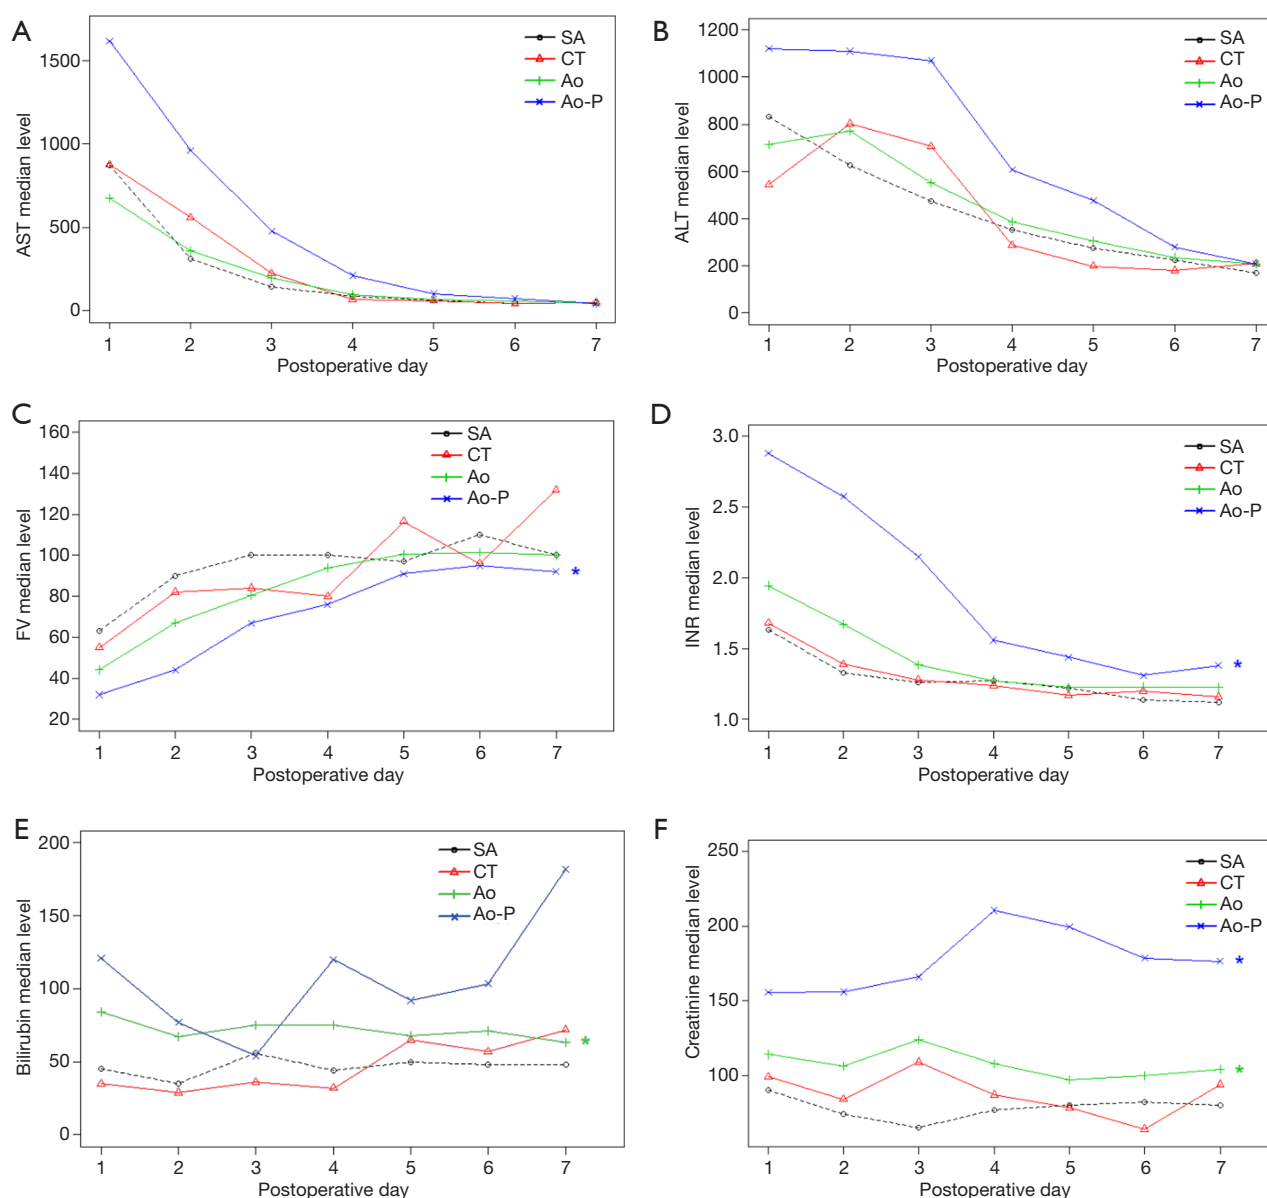 A
AST median level
1500
1000
500
0
SA
CT
Ao
Ao-P
1 2 3 4 5 6 7
Postoperative day
B
ALT median level
1200
1000
800
600
400
200
0
SA
CT
Ao
Ao-P
1 2 3 4 5 6 7
Postoperative day
C
FV median level
160
140
120
100
80
60
40
20
SA
CT
Ao
Ao-P
*
1 2 3 4 5 6 7
Postoperative day
D
INR median level
3.0
2.5
2.0
1.5
1.0
SA
CT
Ao
Ao-P
*
1 2 3 4 5 6 7
Postoperative day
E
Bilirubin median level
200
150
100
50
0
SA
CT
Ao
Ao-P
*
1 2 3 4 5 6 7
Postoperative day
F
Creatinine median level
250
200
150
100
SA
CT
Ao
Ao-P
*
*
1 2 3 4 5 6 7
Postoperative day